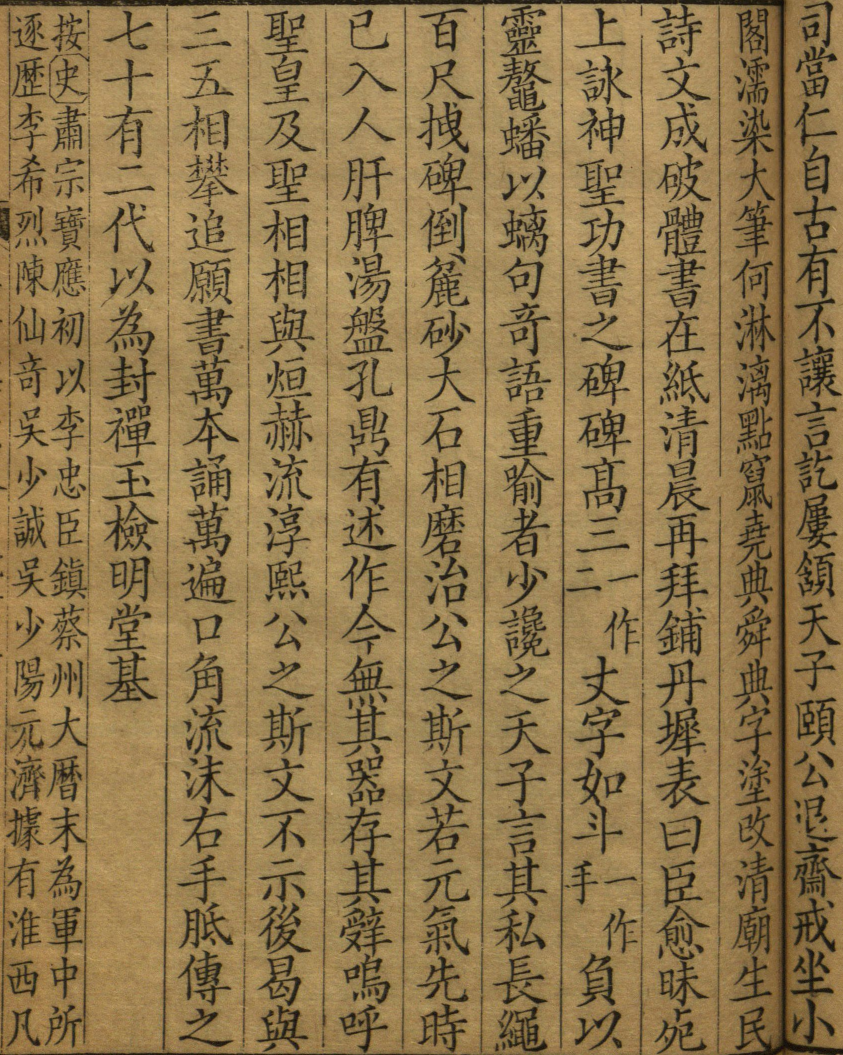 司當仁自古有不讓言訖屢頷天子頤公退齋戒坐小
閣濡染大筆何淋漓點竄堯典舜典字塗改清廟生民
詩文成破體書在紙清晨再拜鋪丹墀表曰臣愈昧死
上詠神聖功書之碑碑髙三一作二丈字如斗一作手負以
靈鼇蟠以螭句竒語重喻者少讒之天子言其私長繩
百尺拽碑倒麄砂大石相磨治公之斯文若元氣先時
已入人肝脾湯盤孔鼎有述作今無其器存其辭嗚呼
聖皇及聖相相與烜赫流淳熙公之斯文不示後曷與
三五相攀追願書萬本誦萬遍口角流沫右手胝傳之
七十有二代以為封禪玉檢明堂基
按史肅宗寶應初以李忠臣鎮蔡州大曆末為軍中所
逐歴李希烈陳仙竒吳少誠吳少陽元濟據有淮西凡